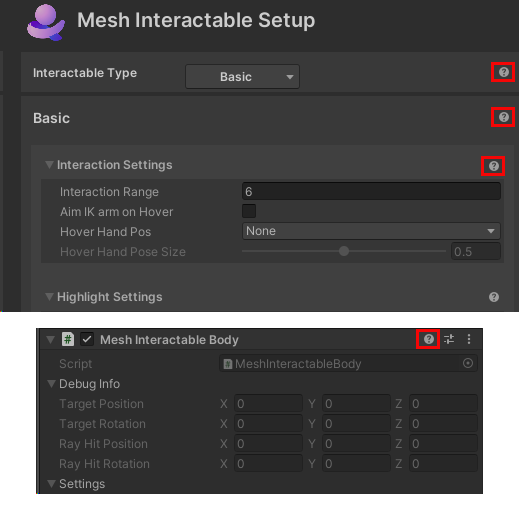 Mesh Interactable Setup
Interactable Type Basic
Basic
Interaction Settings
Interaction Range 6
Aim IK arm on Hover
Hover Hand Pos None
Hover Hand Pose Size 0.5
Highlight Settings
# Mesh Interactable Body
Script # MeshInteractableBody
Debug Info
Target Position X 0 Y 0 Z 0
Target Rotation X 0 Y 0 Z 0
Ray Hit Position X 0 Y 0 Z 0
Ray Hit Rotation X 0 Y 0 Z 0
Settings